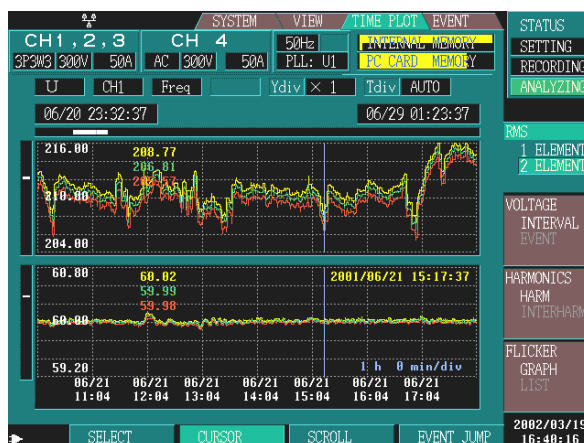 SYSTEM VIEW TIME PLOT EVENT
STATUS
SETTING
RECORDING
ANALYZING
CH1,2,3 CH 4 50Hz INTERNAL MEMORY
3P3W3 300V 50A AC 300V 50A PLL: U1 PC CARD MEMORY
U CH1 Freq Ydiv × 1 Tdiv AUTO
06/20 23:32:37 06/29 01:23:37
RMS
1 ELEMENT
2 ELEMENT
216.00 208.77
206.81
210.00
204.00
VOLTAGE
INTERVAL
EVENT
60.80 60.02 2001/06/21 15:17:37
59.99
59.98
60.00
59.20 1 h 0 min/div
HARMONICS
HARM
INTERHARM
06/21 06/21 06/21 06/21 06/21 06/21 06/21
11:04 12:04 13:04 14:04 15:04 16:04 17:04
FLICKER
GRAPH
LIST
SELECT CURSOR SCROLL EVENT JUMP
16:40:16